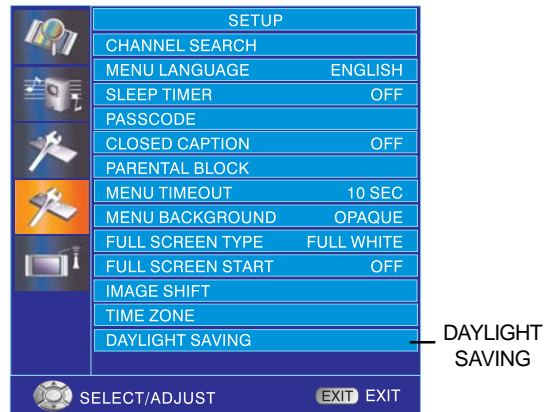 SETUP
CHANNEL SEARCH
MENU LANGUAGE ENGLISH
SLEEP TIMER OFF
PASSCODE
CLOSED CAPTION OFF
PARENTAL BLOCK
MENU TIMEOUT 10 SEC
MENU BACKGROUND OPAQUE
FULL SCREEN TYPE FULL WHITE
FULL SCREEN START OFF
IMAGE SHIFT
TIME ZONE
DAYLIGHT SAVING
DAYLIGHT
SAVING
SELECT/ADJUST EXIT EXIT